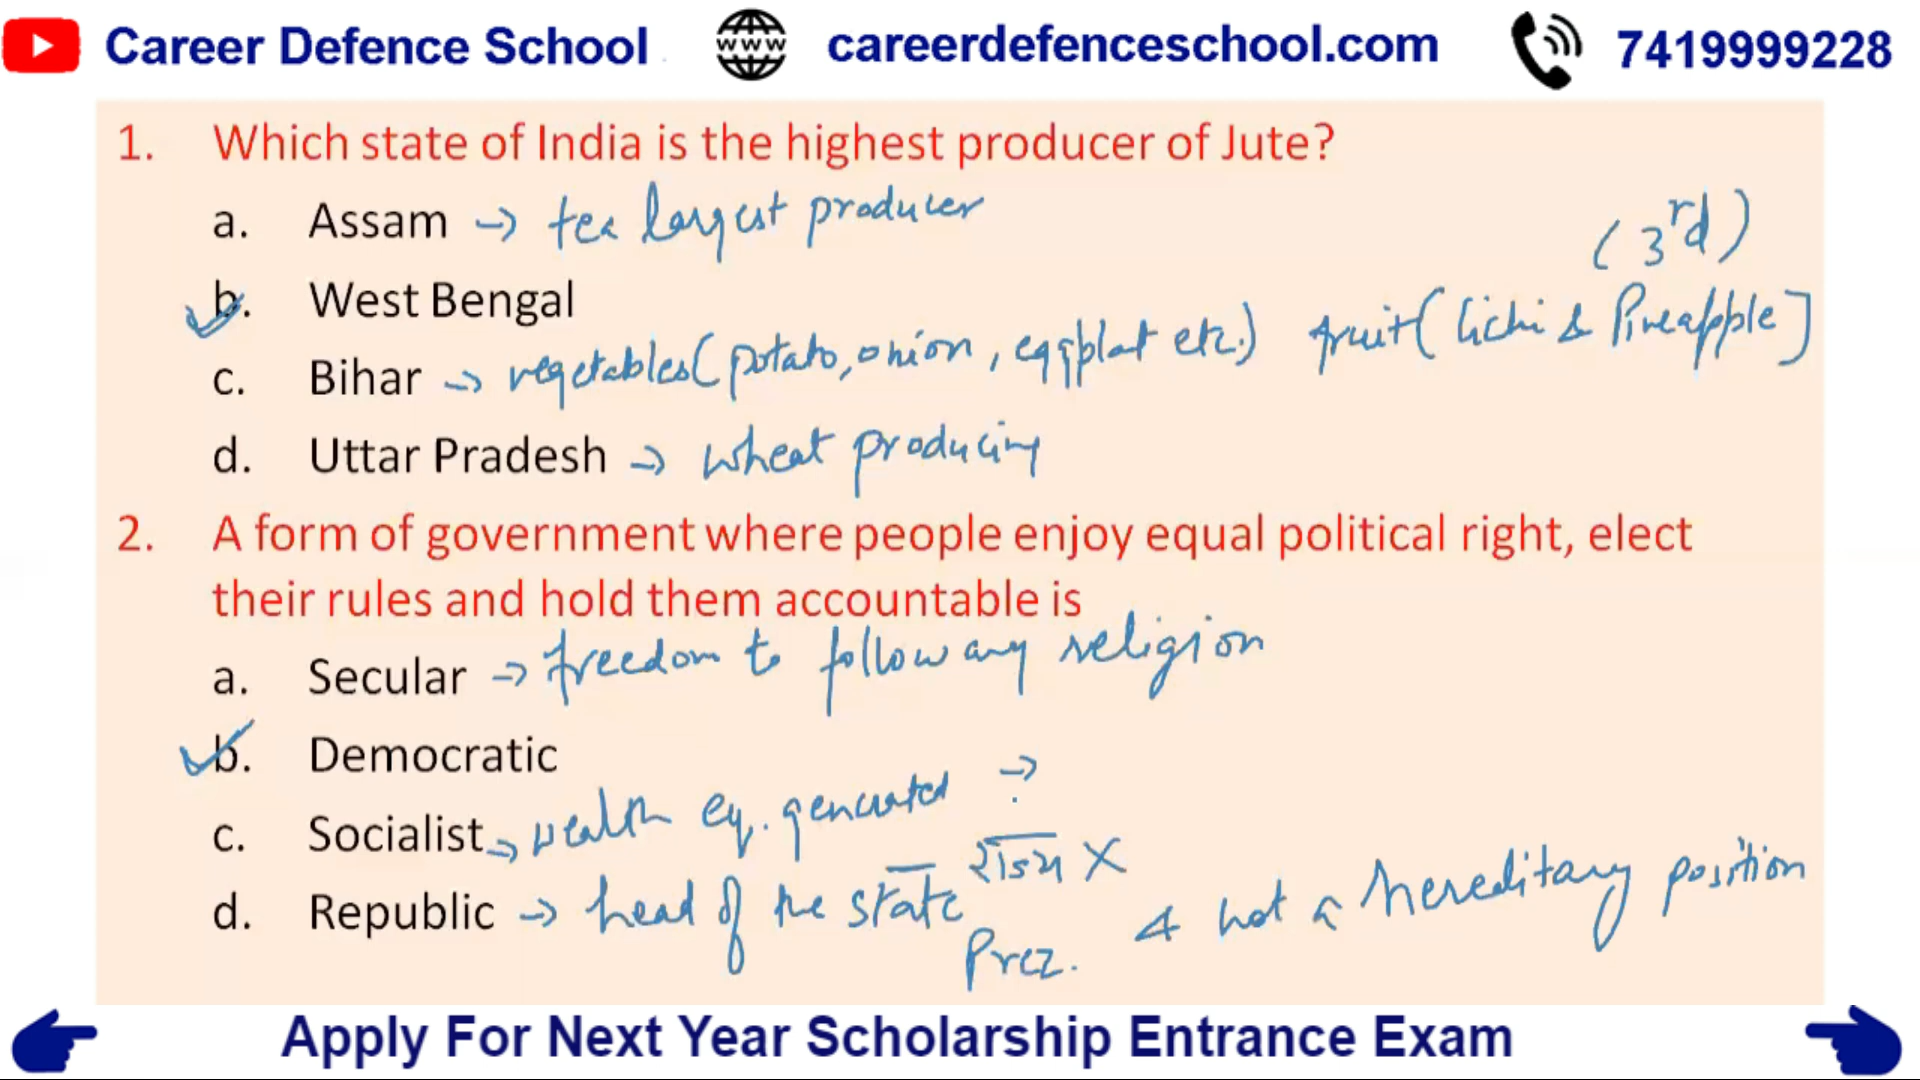 Career Defence School www careerdefenceschool.com 7419999228
1. Which state of India is the highest producer of Jute?
a. Assam → tea largest producer
(3rd)
b. West Bengal
c. Bihar → vegetables (potato, onion, eggplat etc.) fruit (lichi & Pineapple]
d. Uttar Pradesh → wheat producing
2. A form of government where people enjoy equal political right, elect
their rules and hold them accountable is
a. Secular → freedom to follow any religion
b. Democratic
c. Socialist → wealth eq. generated →
d. Republic → head of the state X & not a hereditary position
Prez.
Apply For Next Year Scholarship Entrance Exam